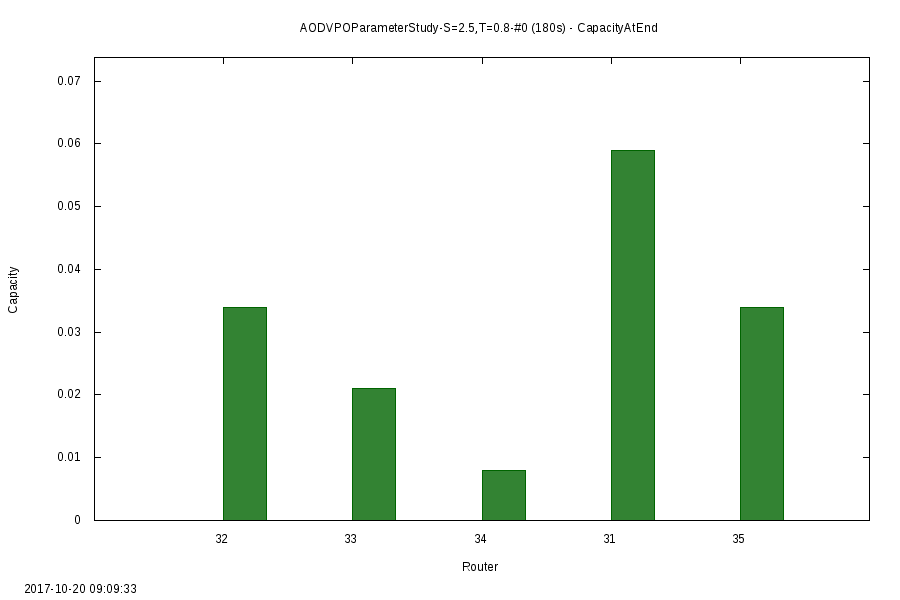 AODVPOParameterStudy-S=2.5,T=0.8-#0 (180s) - CapacityAtEnd
0.07
0.06
0.05
0.04
0.03
0.02
0.01
0
Capacity
32 33 34 31 35
Router
2017-10-20 09:09:33